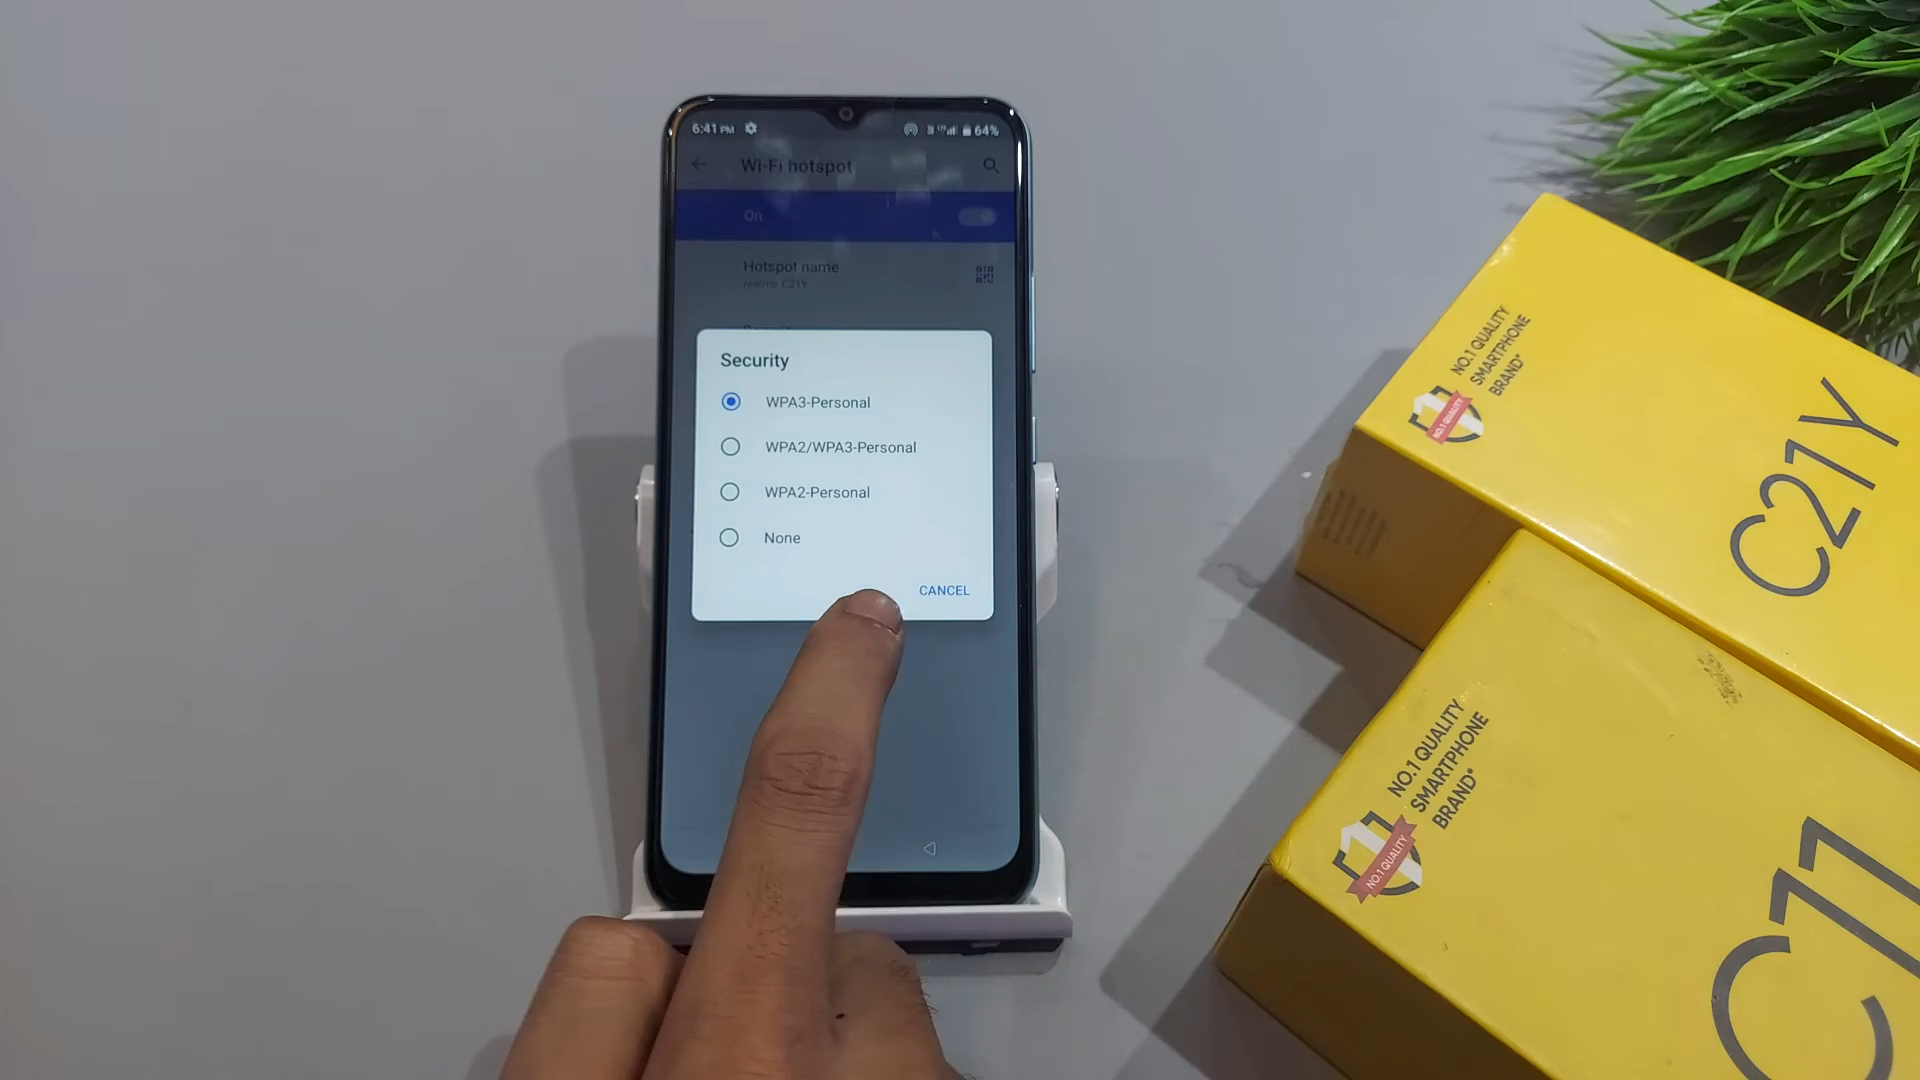 6:41 PM
64%
Wi-Fi hotspot
On
Hotspot name
realme C21Y
Security
WPA3-Personal
WPA2/WPA3-Personal
WPA2-Personal
None
CANCEL
NO.1 QUALITY
NO.1 QUALITY
SMARTPHONE
BRAND*
C21Y
NO.1 QUALITY
NO.1 QUALITY
SMARTPHONE
BRAND*
C11